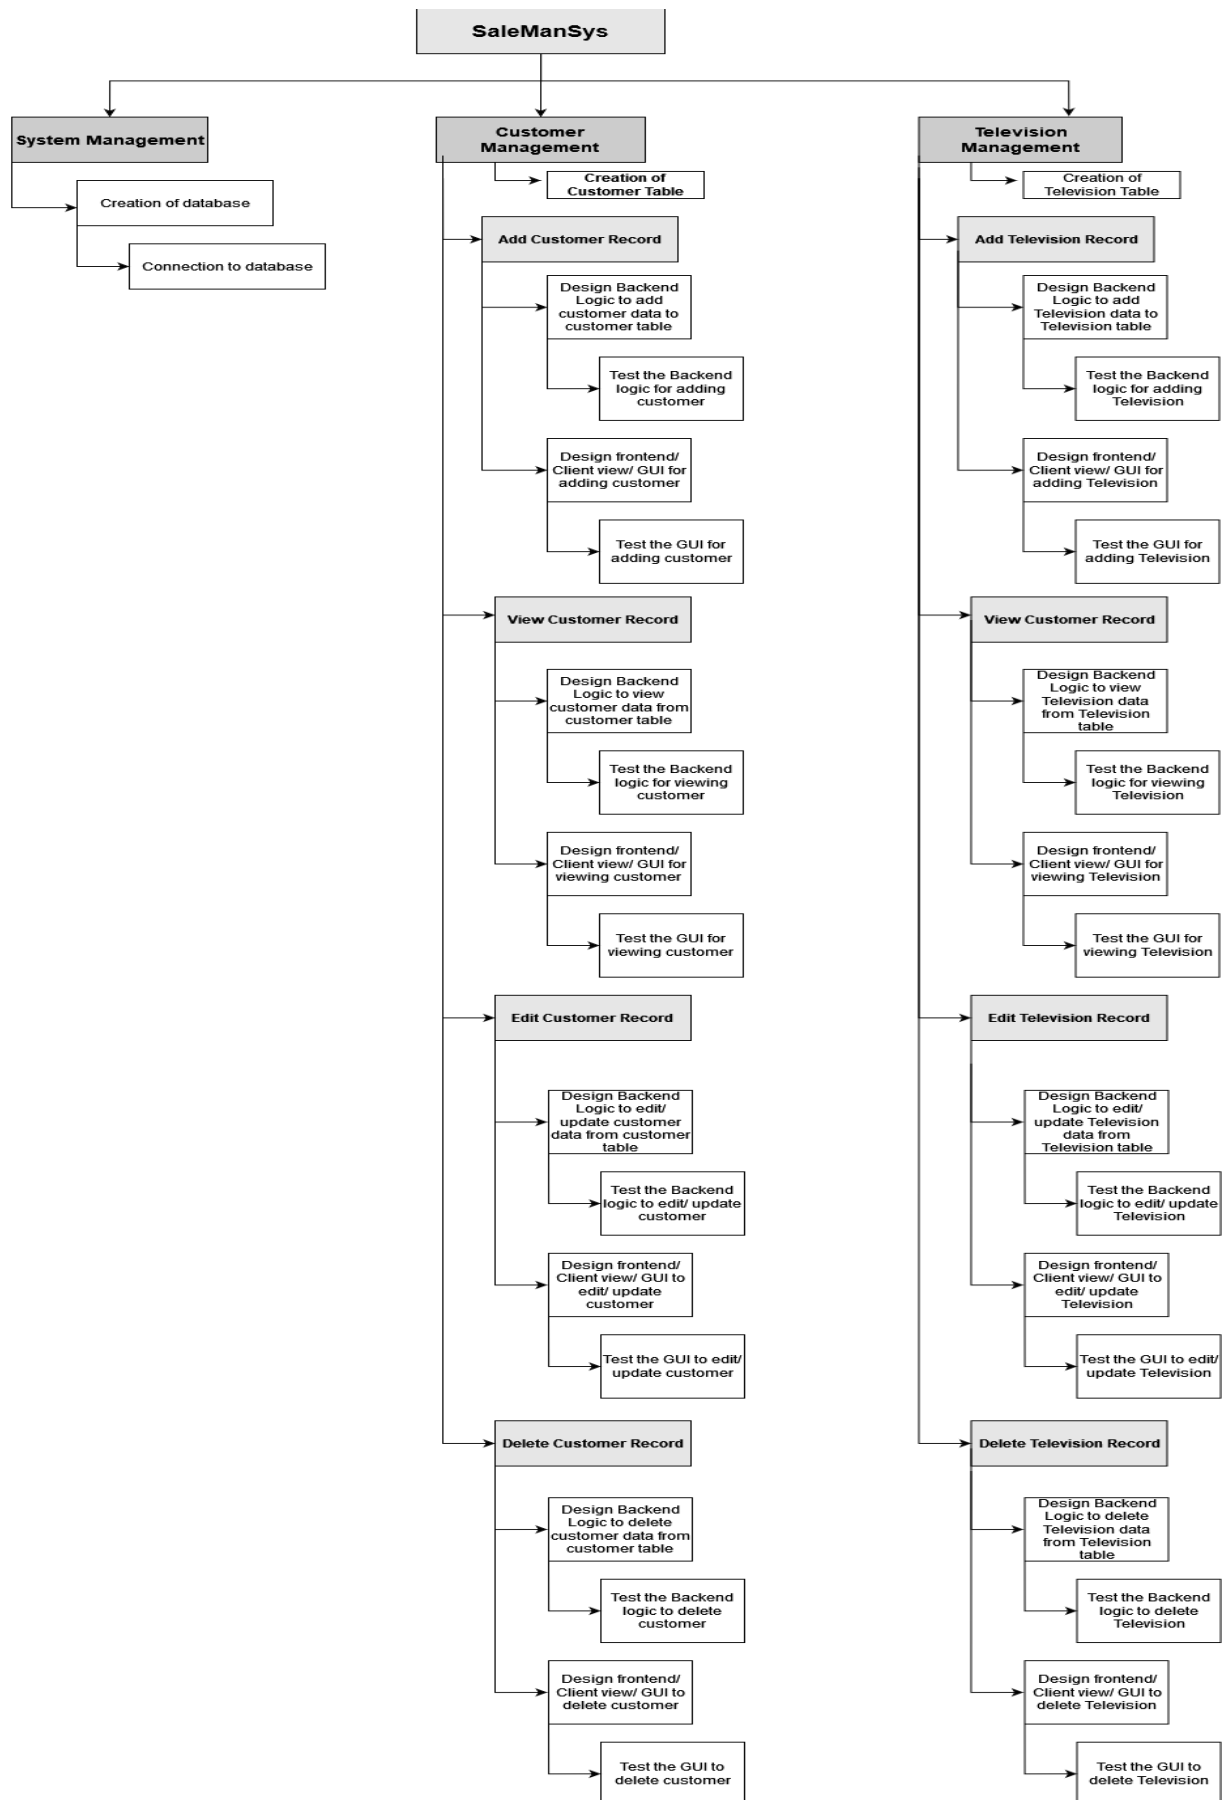 SaleManSys
System Management
Creation of database
Connection to database
Customer
Management
Creation of
Customer Table
Add Customer Record
Design Backend
Logic to add
customer data to
customer table
Test the Backend
logic for adding
customer
Design frontend/
Client view/ GUI for
adding customer
Test the GUI for
adding customer
View Customer Record
Design Backend
Logic to view
customer data from
customer table
Test the Backend
logic for viewing
customer
Design frontend/
Client view/ GUI for
viewing customer
Test the GUI for
viewing customer
Edit Customer Record
Design Backend
Logic to edit/
update customer
data from customer
table
Test the Backend
logic to edit/ update
customer
Design frontend/
Client view/ GUI to
edit/ update
customer
Test the GUI to edit/
update customer
Delete Customer Record
Design Backend
Logic to delete
customer data from
customer table
Test the Backend
logic to delete
customer
Design frontend/
Client view/ GUI to
delete customer
Test the GUI to
delete customer
Television
Management
Creation of
Television Table
Add Television Record
Design Backend
Logic to add
Television data to
Television table
Test the Backend
logic for adding
Television
Design frontend/
Client view/ GUI for
adding Television
Test the GUI for
adding Television
View Customer Record
Design Backend
Logic to view
Television data
from Television
table
Test the Backend
logic for viewing
Television
Design frontend/
Client view/ GUI for
viewing Television
Test the GUI for
viewing Television
Edit Television Record
Design Backend
Logic to edit/
update Television
data from
Television table
Test the Backend
logic to edit/ update
Television
Design frontend/
Client view/ GUI to
edit/ update
Television
Test the GUI to edit/
update Television
Delete Television Record
Design Backend
Logic to delete
Television data
from Television
table
Test the Backend
logic to delete
Television
Design frontend/
Client view/ GUI to
delete Television
Test the GUI to
delete Television